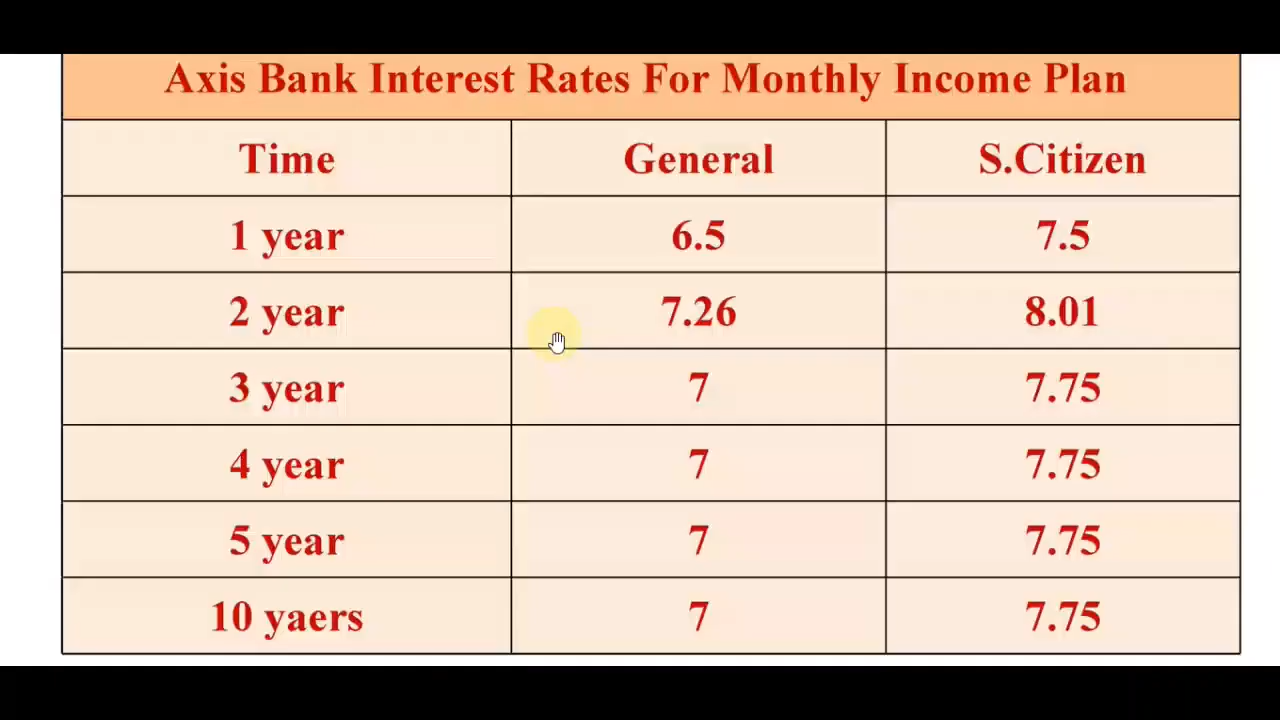 Axis Bank Interest Rates For Monthly Income Plan
Time General S.Citizen
1 year 6.5 7.5
2 year 7.26 8.01
3 year 7 7.75
4 year 7 7.75
5 year 7 7.75
10 yaers 7 7.75